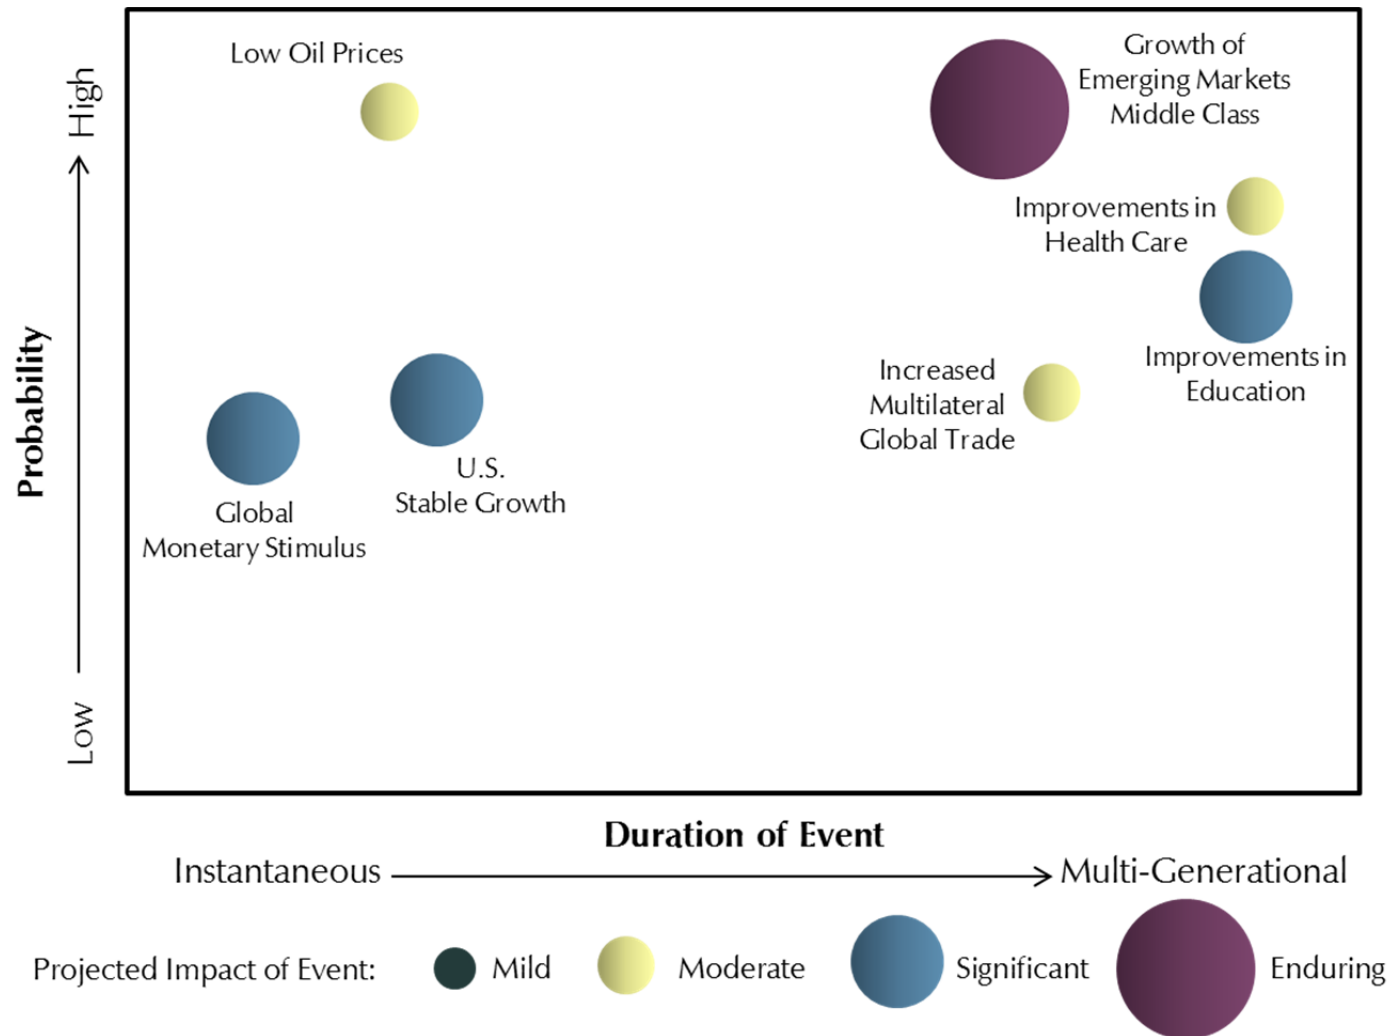 Low Oil Prices
Growth of
Emerging Markets
Middle Class
Improvements in
Health Care
Improvements in
Education
Increased
Multilateral
Global Trade
U.S.
Stable Growth
Global
Monetary Stimulus
High
Probability
Low
Duration of Event
Instantaneous
Multi-Generational
Projected Impact of Event:
Mild
Moderate
Significant
Enduring